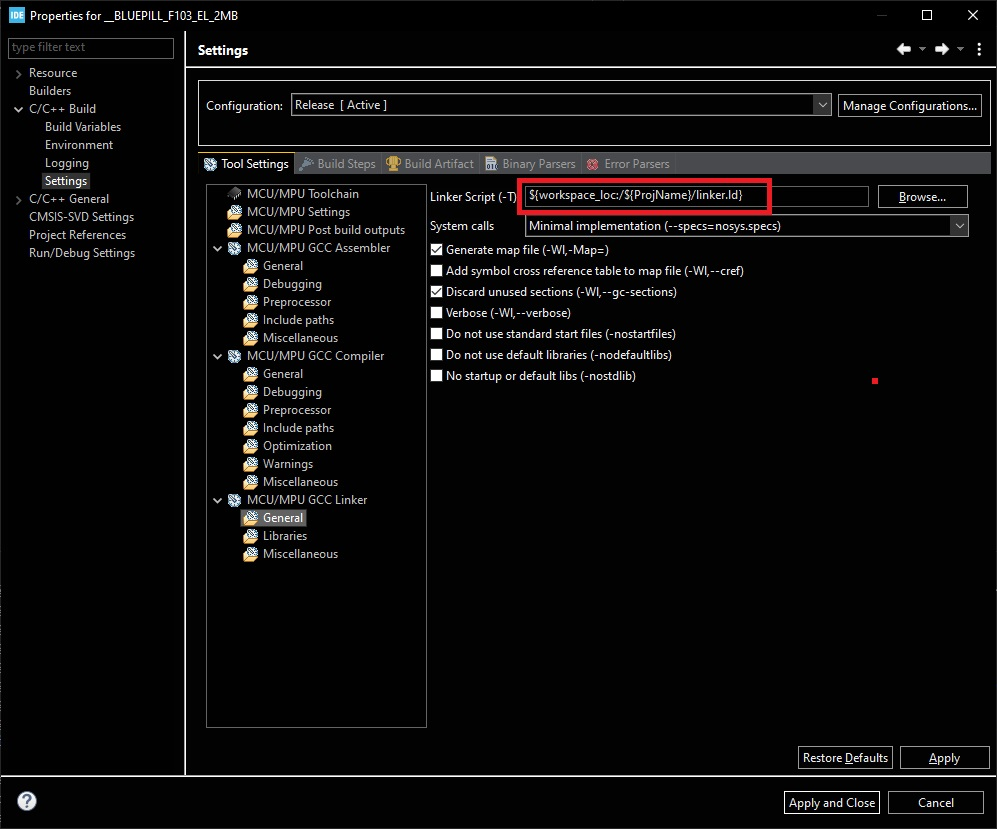 IDE Properties for __BLUEPILL_F103_EL_2MB
type filter text
Resource
Builders
C/C++ Build
Build Variables
Environment
Logging
Settings
C/C++ General
CMSIS-SVD Settings
Project References
Run/Debug Settings
Settings
Configuration: Release [ Active ] Manage Configurations...
Tool Settings Build Steps Build Artifact Binary Parsers Error Parsers
MCU/MPU Toolchain
MCU/MPU Settings
MCU/MPU Post build outputs
MCU/MPU GCC Assembler
General
Debugging
Preprocessor
Include paths
Miscellaneous
MCU/MPU GCC Compiler
General
Debugging
Preprocessor
Include paths
Optimization
Warnings
Miscellaneous
MCU/MPU GCC Linker
General
Libraries
Miscellaneous
Linker Script (-T) ${workspace_loc:/${ProjName}/linker.ld} Browse...
System calls Minimal implementation (--specs=nosys.specs)
Generate map file (-Wl,-Map=)
Add symbol cross reference table to map file (-Wl,--cref)
Discard unused sections (-Wl,--gc-sections)
Verbose (-Wl,--verbose)
Do not use standard start files (-nostartfiles)
Do not use default libraries (-nodefaultlibs)
No startup or default libs (-nostdlib)
Restore Defaults Apply
? Apply and Close Cancel